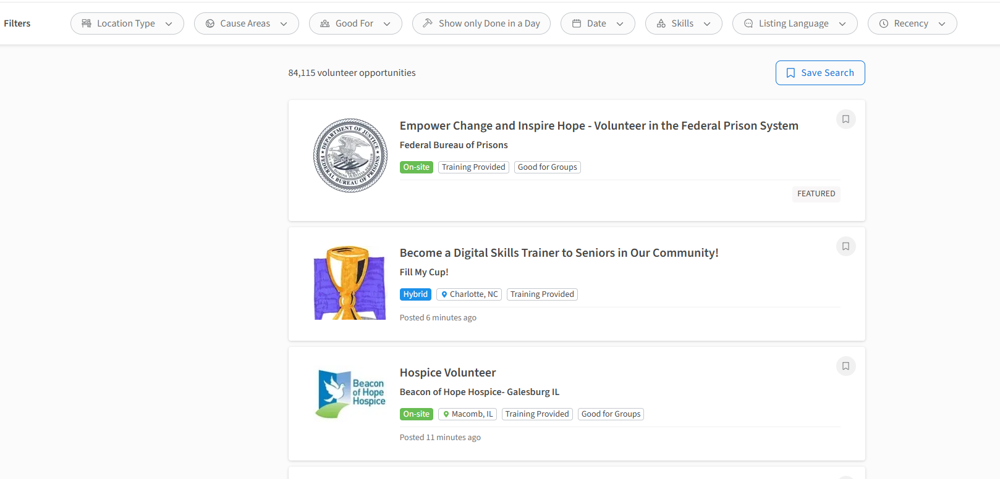 Filters
Location Type
Cause Areas
Good For
Show only Done in a Day
Date
Skills
Listing Language
Recency
84,115 volunteer opportunities
Save Search
DEPARTMENT OF JUSTICE
FEDERAL BUREAU OF PRISONS
Empower Change and Inspire Hope - Volunteer in the Federal Prison System
Federal Bureau of Prisons
On-site Training Provided Good for Groups
FEATURED
Become a Digital Skills Trainer to Seniors in Our Community!
Fill My Cup!
Hybrid Charlotte, NC Training Provided
Posted 6 minutes ago
Beacon
of Hope
Hospice
Hospice Volunteer
Beacon of Hope Hospice- Galesburg IL
On-site Macomb, IL Training Provided Good for Groups
Posted 11 minutes ago